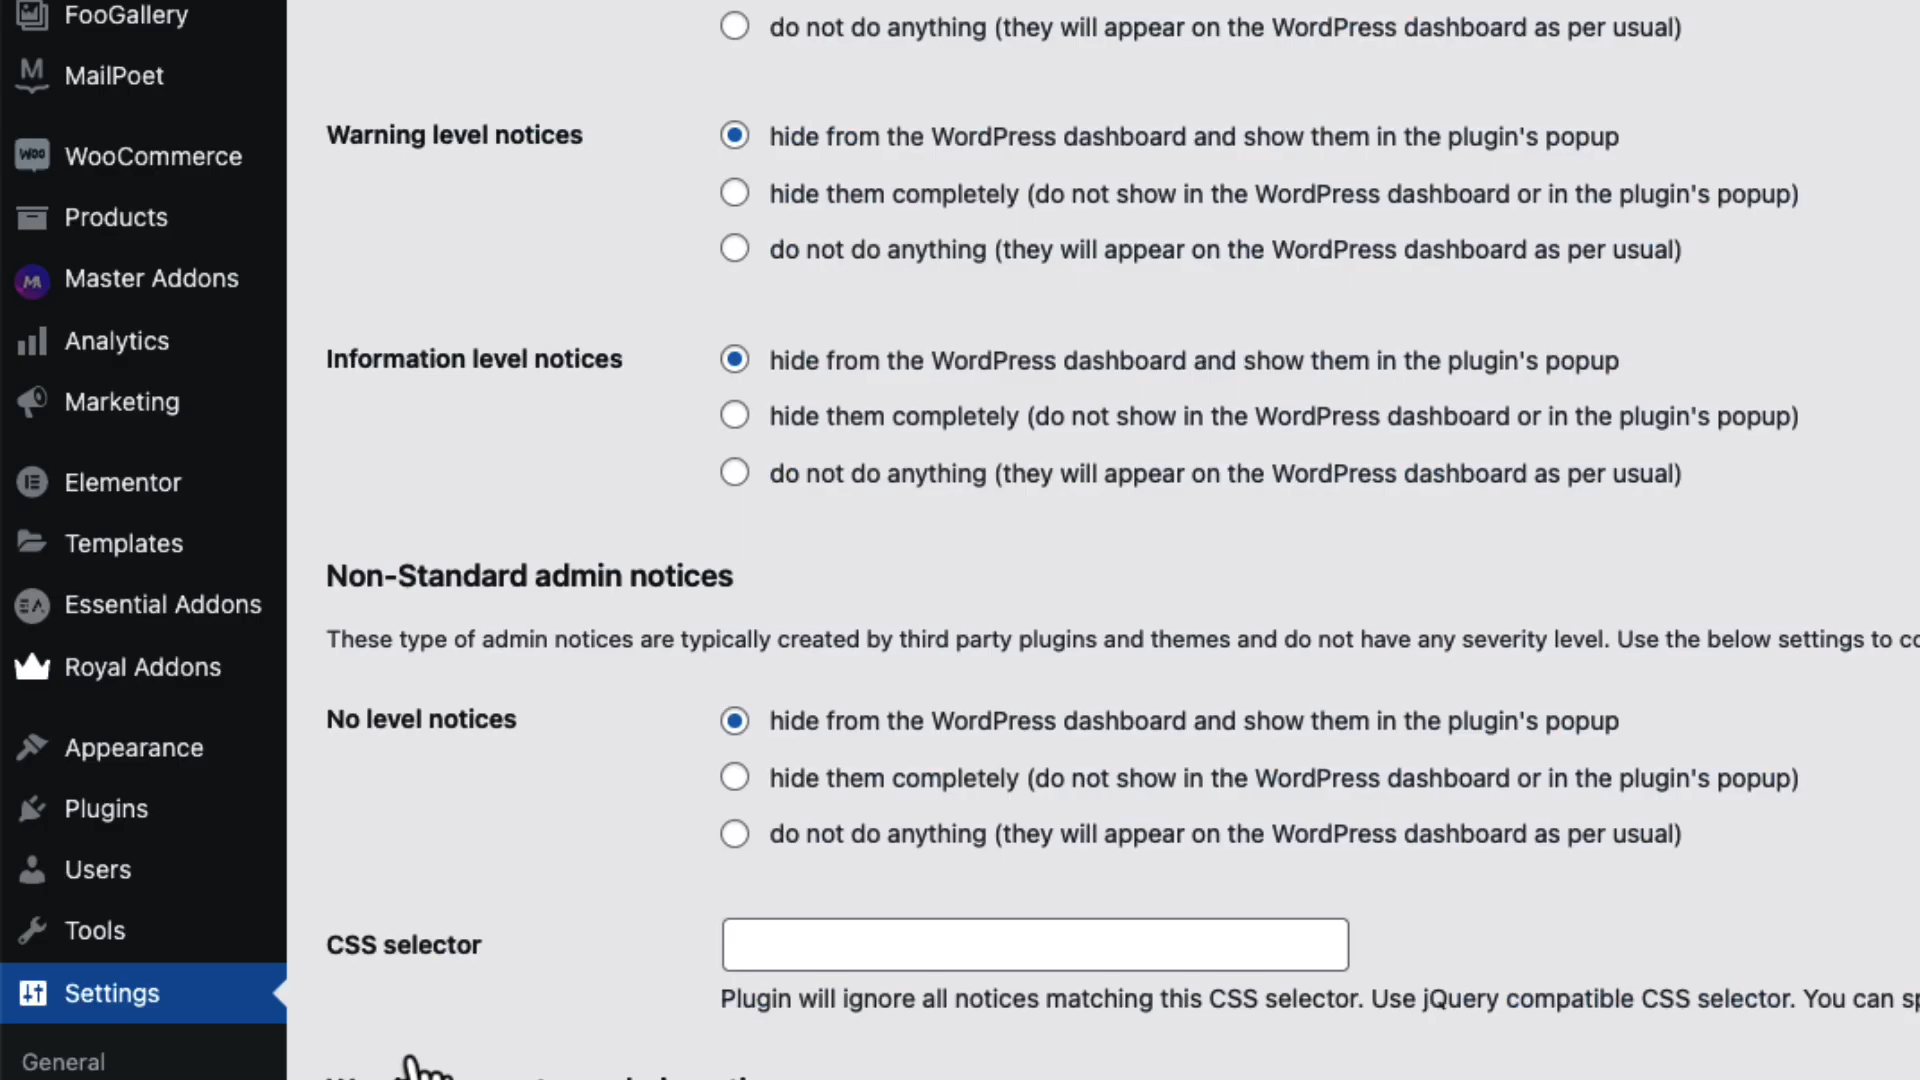 FooGallery
MailPoet
WooCommerce
Products
Master Addons
Analytics
Marketing
Elementor
Templates
Essential Addons
Royal Addons
Appearance
Plugins
Users
Tools
Settings
General
do not do anything (they will appear on the WordPress dashboard as per usual)
Warning level notices
hide from the WordPress dashboard and show them in the plugin's popup
hide them completely (do not show in the WordPress dashboard or in the plugin's popup)
do not do anything (they will appear on the WordPress dashboard as per usual)
Information level notices
hide from the WordPress dashboard and show them in the plugin's popup
hide them completely (do not show in the WordPress dashboard or in the plugin's popup)
do not do anything (they will appear on the WordPress dashboard as per usual)
Non-Standard admin notices
These type of admin notices are typically created by third party plugins and themes and do not have any severity level. Use the below settings to
No level notices
hide from the WordPress dashboard and show them in the plugin's popup
hide them completely (do not show in the WordPress dashboard or in the plugin's popup)
do not do anything (they will appear on the WordPress dashboard as per usual)
CSS selector
Plugin will ignore all notices matching this CSS selector. Use jQuery compatible CSS selector. You can